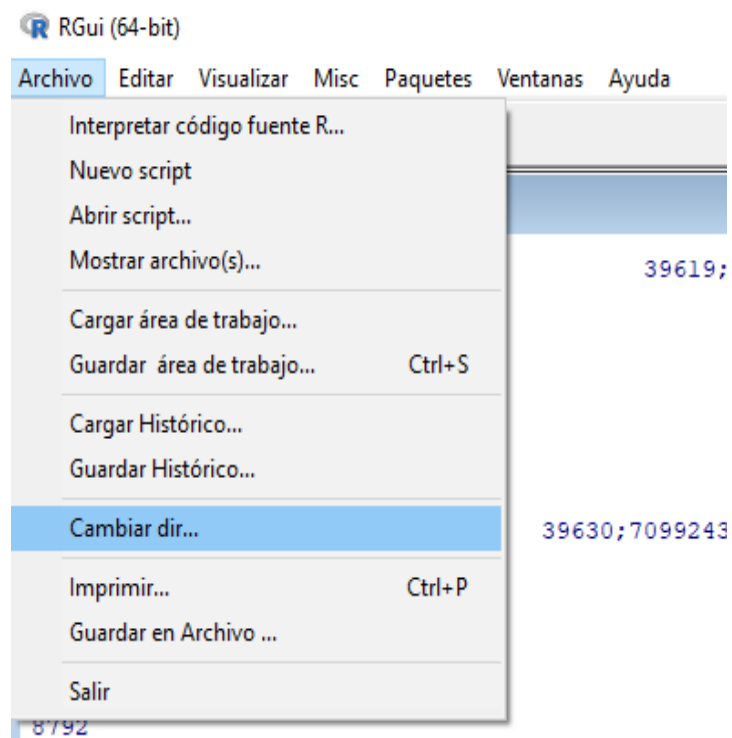 RGui (64-bit)
Archivo Editar Visualizar Misc Paquetes Ventanas Ayuda
Interpretar código fuente R...
Nuevo script
Abrir script...
Mostrar archivo(s)...
39619;
Cargar área de trabajo...
Guardar área de trabajo... Ctrl+S
Cargar Histórico...
Guardar Histórico...
Cambiar dir...
39630;7099243
Imprimir... Ctrl+P
Guardar en Archivo ...
Salir
8792